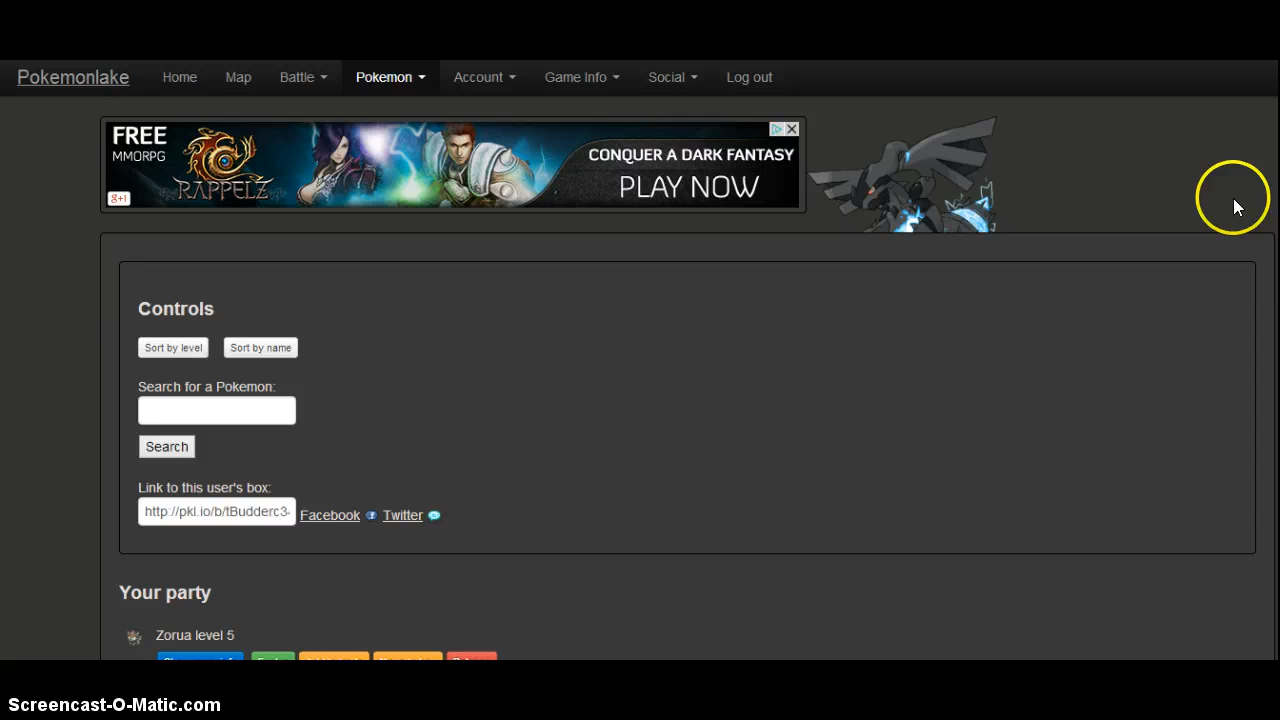 Pokemonlake Home Map Battle Pokemon Account Game Info Social Log out
FREE
MMORPG
RAPPELZ
CONQUER A DARK FANTASY
PLAY NOW
g+1
Controls
Sort by level Sort by name
Search for a Pokemon:
Search
Link to this user's box:
http://pkl.io/b/tBudderc3 Facebook Twitter
Your party
Zorua level 5
Screencast-O-Matic.com